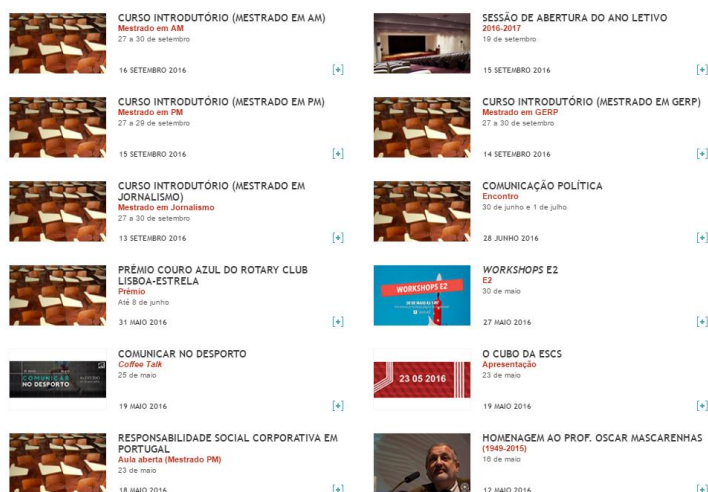 CURSO INTRODUTÓRIO (MESTRADO EM AM)
Mestrado em AM
27 a 30 de setembro
16 SETEMBRO 2016
[+]
SESSÃO DE ABERTURA DO ANO LETIVO
2016-2017
19 de setembro
15 SETEMBRO 2016
[+]
CURSO INTRODUTÓRIO (MESTRADO EM PM)
Mestrado em PM
27 a 29 de setembro
15 SETEMBRO 2016
[+]
CURSO INTRODUTÓRIO (MESTRADO EM GERP)
Mestrado em GERP
27 a 30 de setembro
14 SETEMBRO 2016
[+]
CURSO INTRODUTÓRIO (MESTRADO EM
JORNALISMO)
Mestrado em Jornalismo
27 a 30 de setembro
13 SETEMBRO 2016
[+]
COMUNICAÇÃO POLÍTICA
Encontro
30 de junho e 1 de julho
28 JUNHO 2016
[+]
PRÉMIO COURO AZUL DO ROTARY CLUB
LISBOA-ESTRELA
Prémio
Até 8 de junho
31 MAIO 2016
[+]
WORKSHOPS E2
WORKSHOPS E2
E2
30 de maio
27 MAIO 2016
[+]
COMUNICAR
NO DESPORTO
COMUNICAR NO DESPORTO
Coffee Talk
25 de maio
19 MAIO 2016
[+]
23 05 2016
O CUBO DA ESCS
Apresentação
23 de maio
19 MAIO 2016
[+]
RESPONSABILIDADE SOCIAL CORPORATIVA EM
PORTUGAL
Aula aberta (Mestrado PM)
23 de maio
18 MAIO 2016
[+]
HOMENAGEM AO PROF. OSCAR MASCARENHAS
(1949-2015)
16 de maio
12 MAIO 2016
[+]